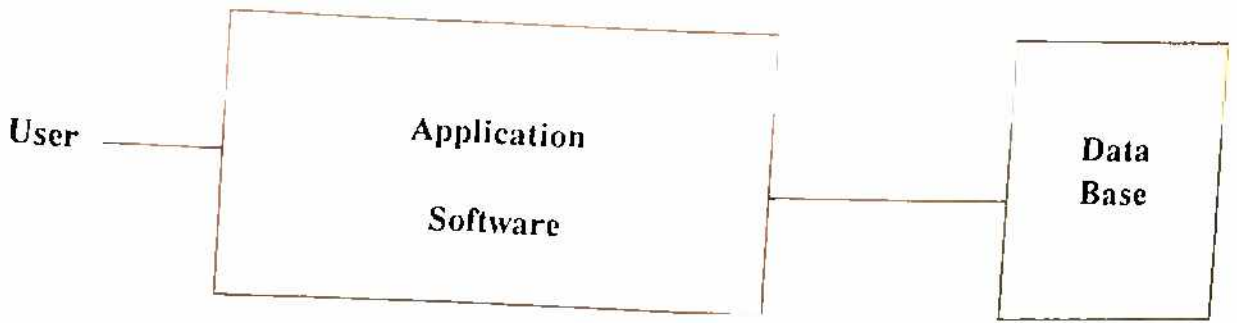 User
Application
Software
Data
Base